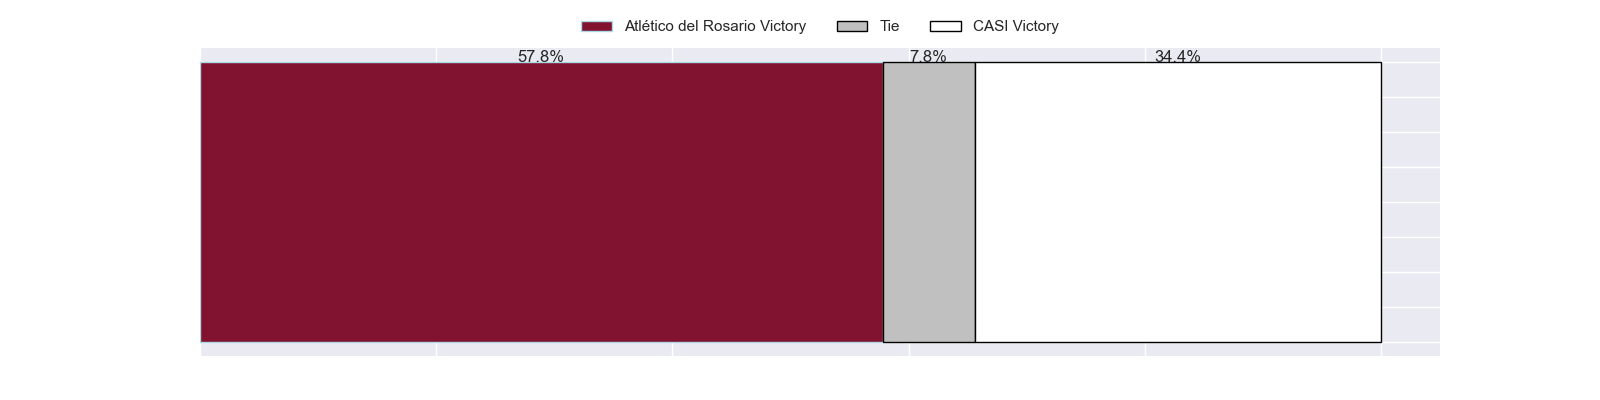 Atlético del Rosario Victory Tie CASI Victory
57.8% 7.8% 34.4%